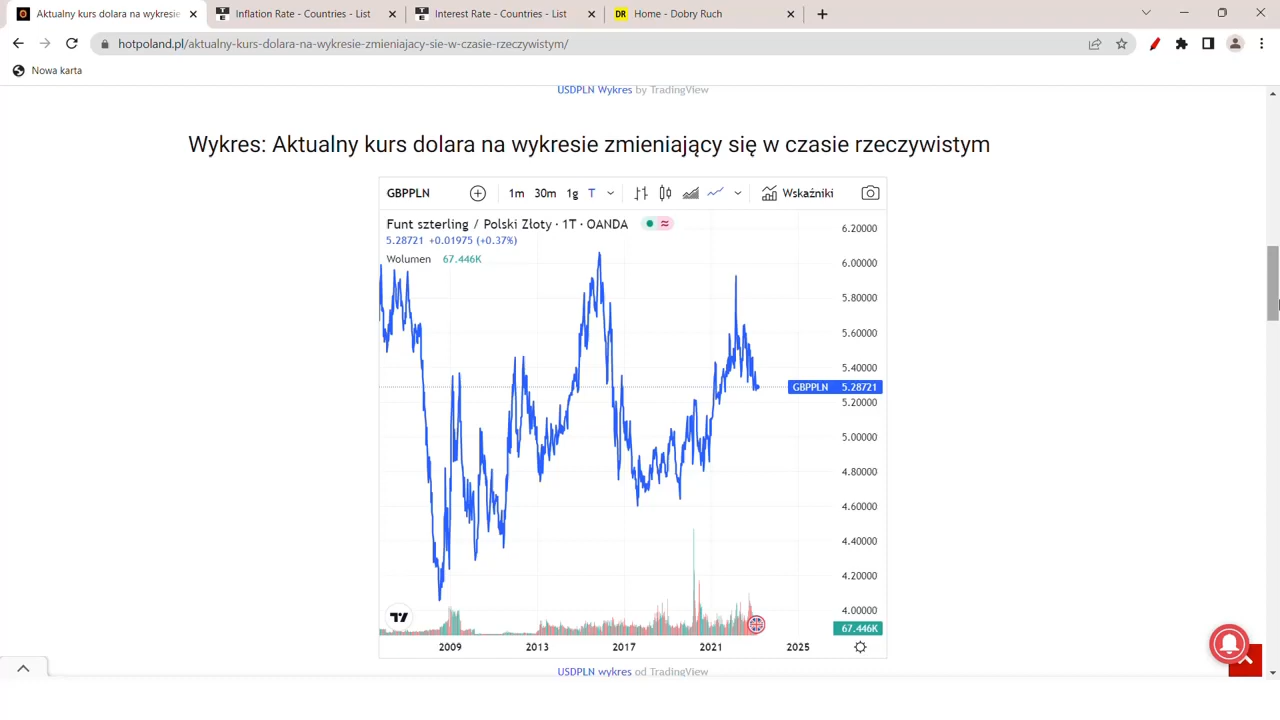 Aktualny kurs dolara na wykresie
Inflation Rate - Countries - List
Interest Rate - Countries - List
DR Home - Dobry Ruch
hotpoland.pl/aktualny-kurs-dolara-na-wykresie-zmieniajacy-sie-w-czasie-rzeczywistym/
Nowa karta
USDPLN Wykres by TradingView
Wykres: Aktualny kurs dolara na wykresie zmieniający się w czasie rzeczywistym
GBPPLN 1m 30m 1g T Wskaźniki
Funt szterling / Polski Złoty · 1T · OANDA
5.28721 +0.01975 (+0.37%)
Wolumen 67.446K
6.20000
6.00000
5.80000
5.60000
5.40000
GBPPLN 5.28721
5.20000
5.00000
4.80000
4.60000
4.40000
4.20000
4.00000
67.446K
2009 2013 2017 2021 2025
USDPLN wykres od TradingView